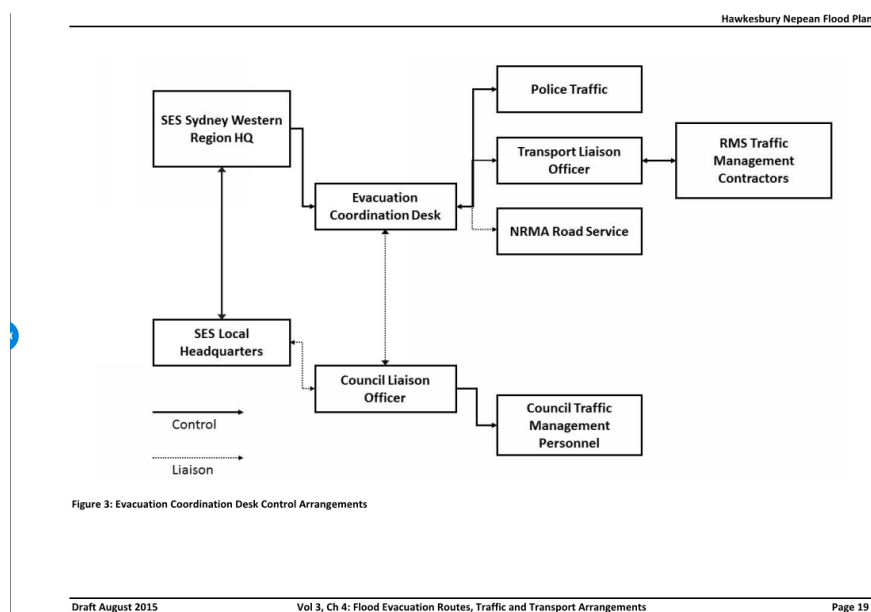 Hawkesbury Nepean Flood Plan
Police Traffic
SES Sydney Western
Region HQ
Transport Liaison
Officer
RMS Traffic
Management
Contractors
Evacuation
Coordination Desk
NRMA Road Service
SES Local
Headquarters
Council Liaison
Officer
Council Traffic
Management
Personnel
Control
Liaison
Figure 3: Evacuation Coordination Desk Control Arrangements
Draft August 2015
Vol 3, Ch 4: Flood Evacuation Routes, Traffic and Transport Arrangements
Page 19